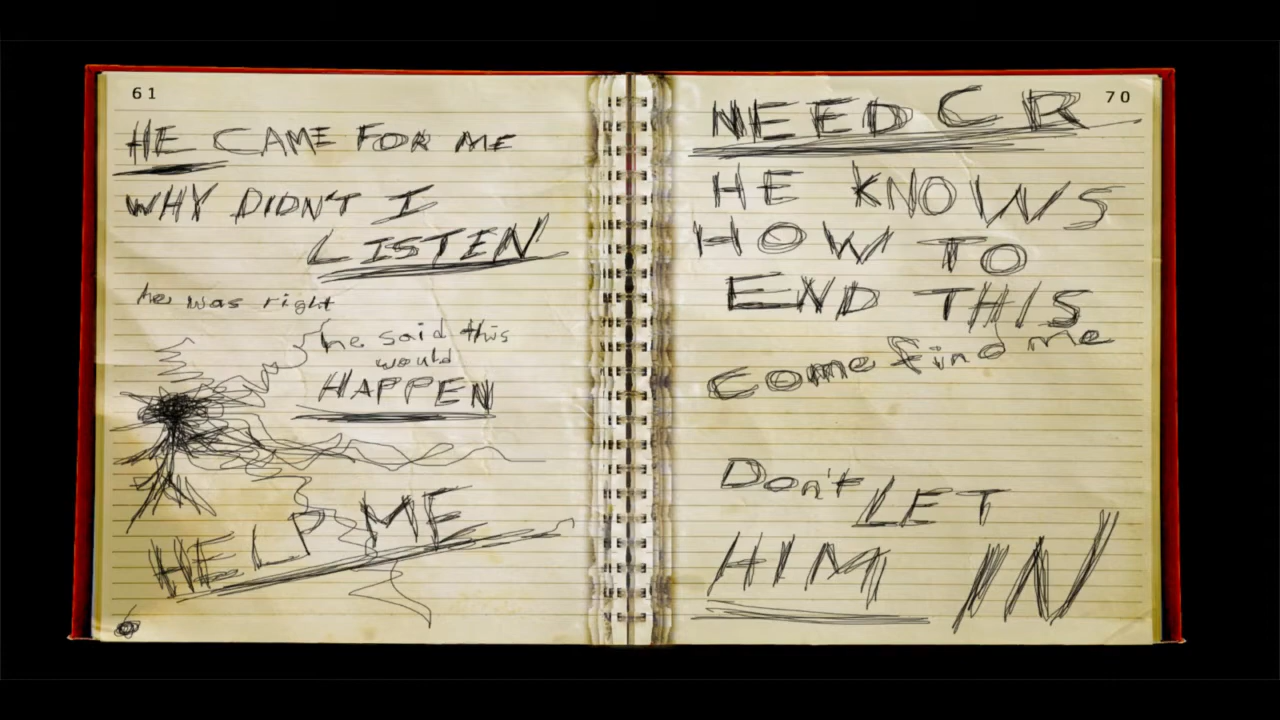 61
HE CAME FOR ME
WHY DIDN'T I
LISTEN
he was right
he said this
would
HAPPEN
HELP ME
70
NEED CR
HE KNOWS
HOW TO
END THIS
come find me
Don't LET
HIM IN